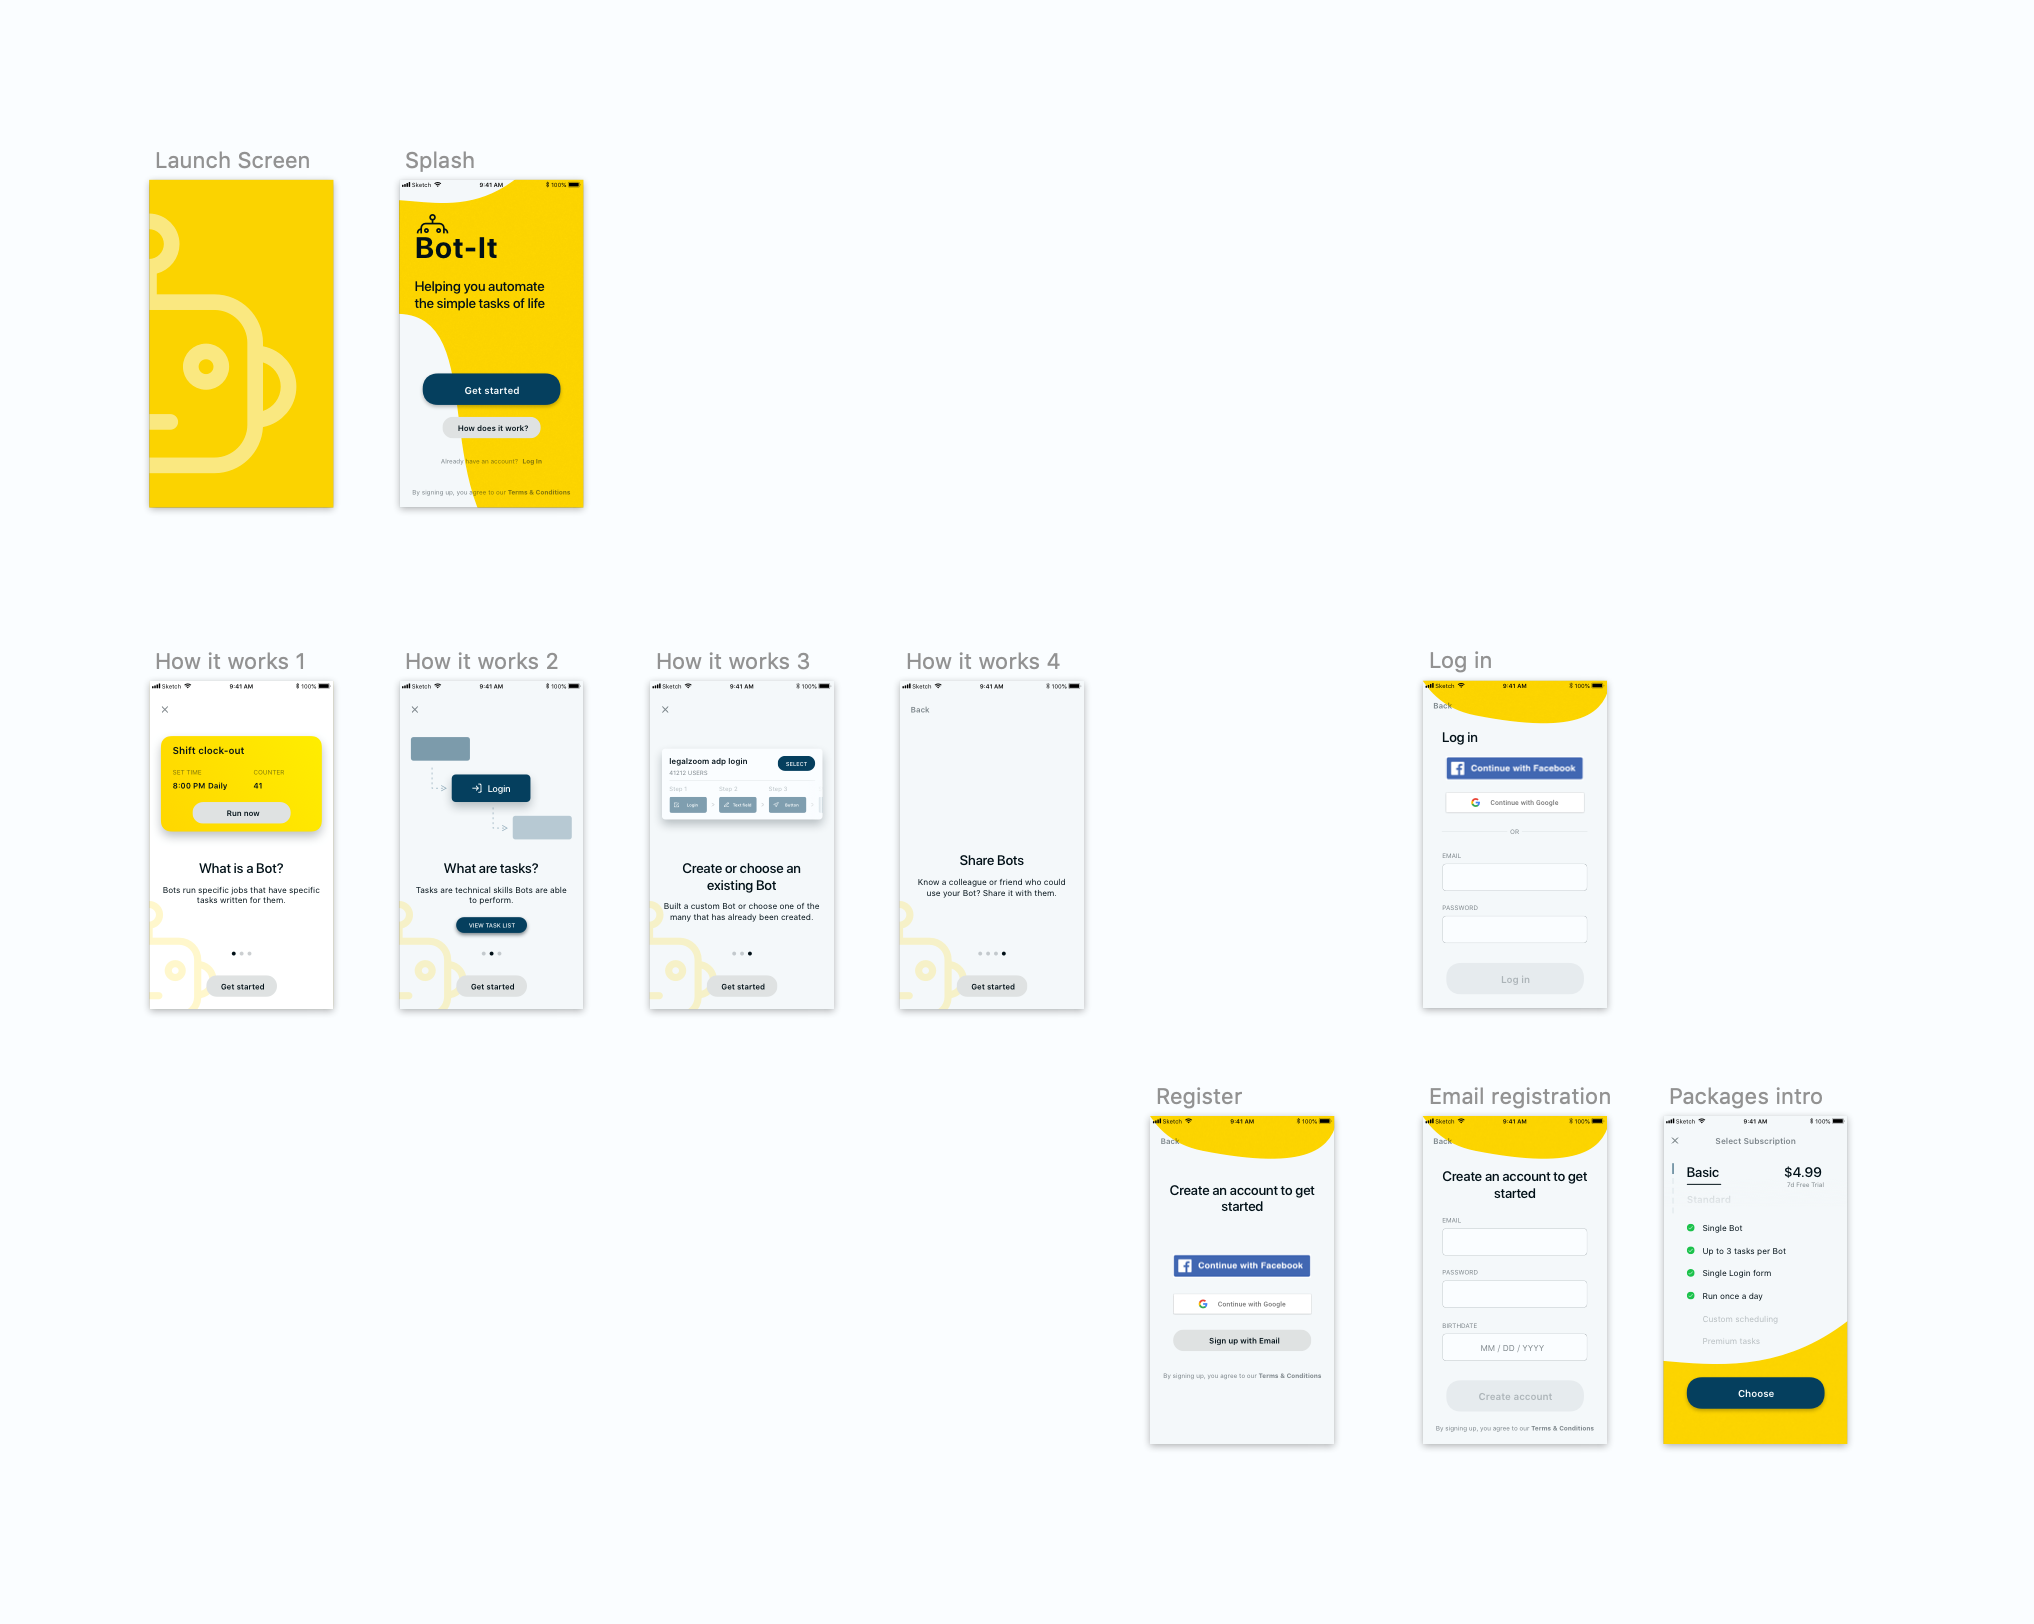 Launch Screen
Splash
Sketch 9:41 AM 100%
Bot-It
Helping you automate
the simple tasks of life
Get started
How does it work?
Already have an account? Log In
By signing up, you agree to our Terms & Conditions
How it works 1
Sketch 9:41 AM 100%
Shift clock-out
SET TIME COUNTER
8:00 PM Daily 41
Run now
What is a Bot?
Bots run specific jobs that have specific
tasks written for them.
Get started
How it works 2
Sketch 9:41 AM 100%
Login
What are tasks?
Tasks are technical skills Bots are able
to perform.
VIEW TASK LIST
Get started
How it works 3
Sketch 9:41 AM 100%
legalzoom adp login
SELECT
41212 USERS
Step 1 Step 2 Step 3
Login Text field Button
Create or choose an
existing Bot
Built a custom Bot or choose one of the
many that has already been created.
Get started
How it works 4
Sketch 9:41 AM 100%
Back
Share Bots
Know a colleague or friend who could
use your Bot? Share it with them.
Get started
Log in
Sketch 9:41 AM 100%
Back
Log in
Continue with Facebook
Continue with Google
OR
EMAIL
PASSWORD
Log in
Register
Sketch 9:41 AM 100%
Back
Create an account to get
started
Continue with Facebook
Continue with Google
Sign up with Email
By signing up, you agree to our Terms & Conditions
Email registration
Sketch 9:41 AM 100%
Back
Create an account to get
started
EMAIL
PASSWORD
BIRTHDATE
MM / DD / YYYY
Create account
By signing up, you agree to our Terms & Conditions
Packages intro
Sketch 9:41 AM 100%
Select Subscription
Basic $4.99
7d Free Trial
Standard
Single Bot
Up to 3 tasks per Bot
Single Login form
Run once a day
Custom scheduling
Premium tasks
Choose